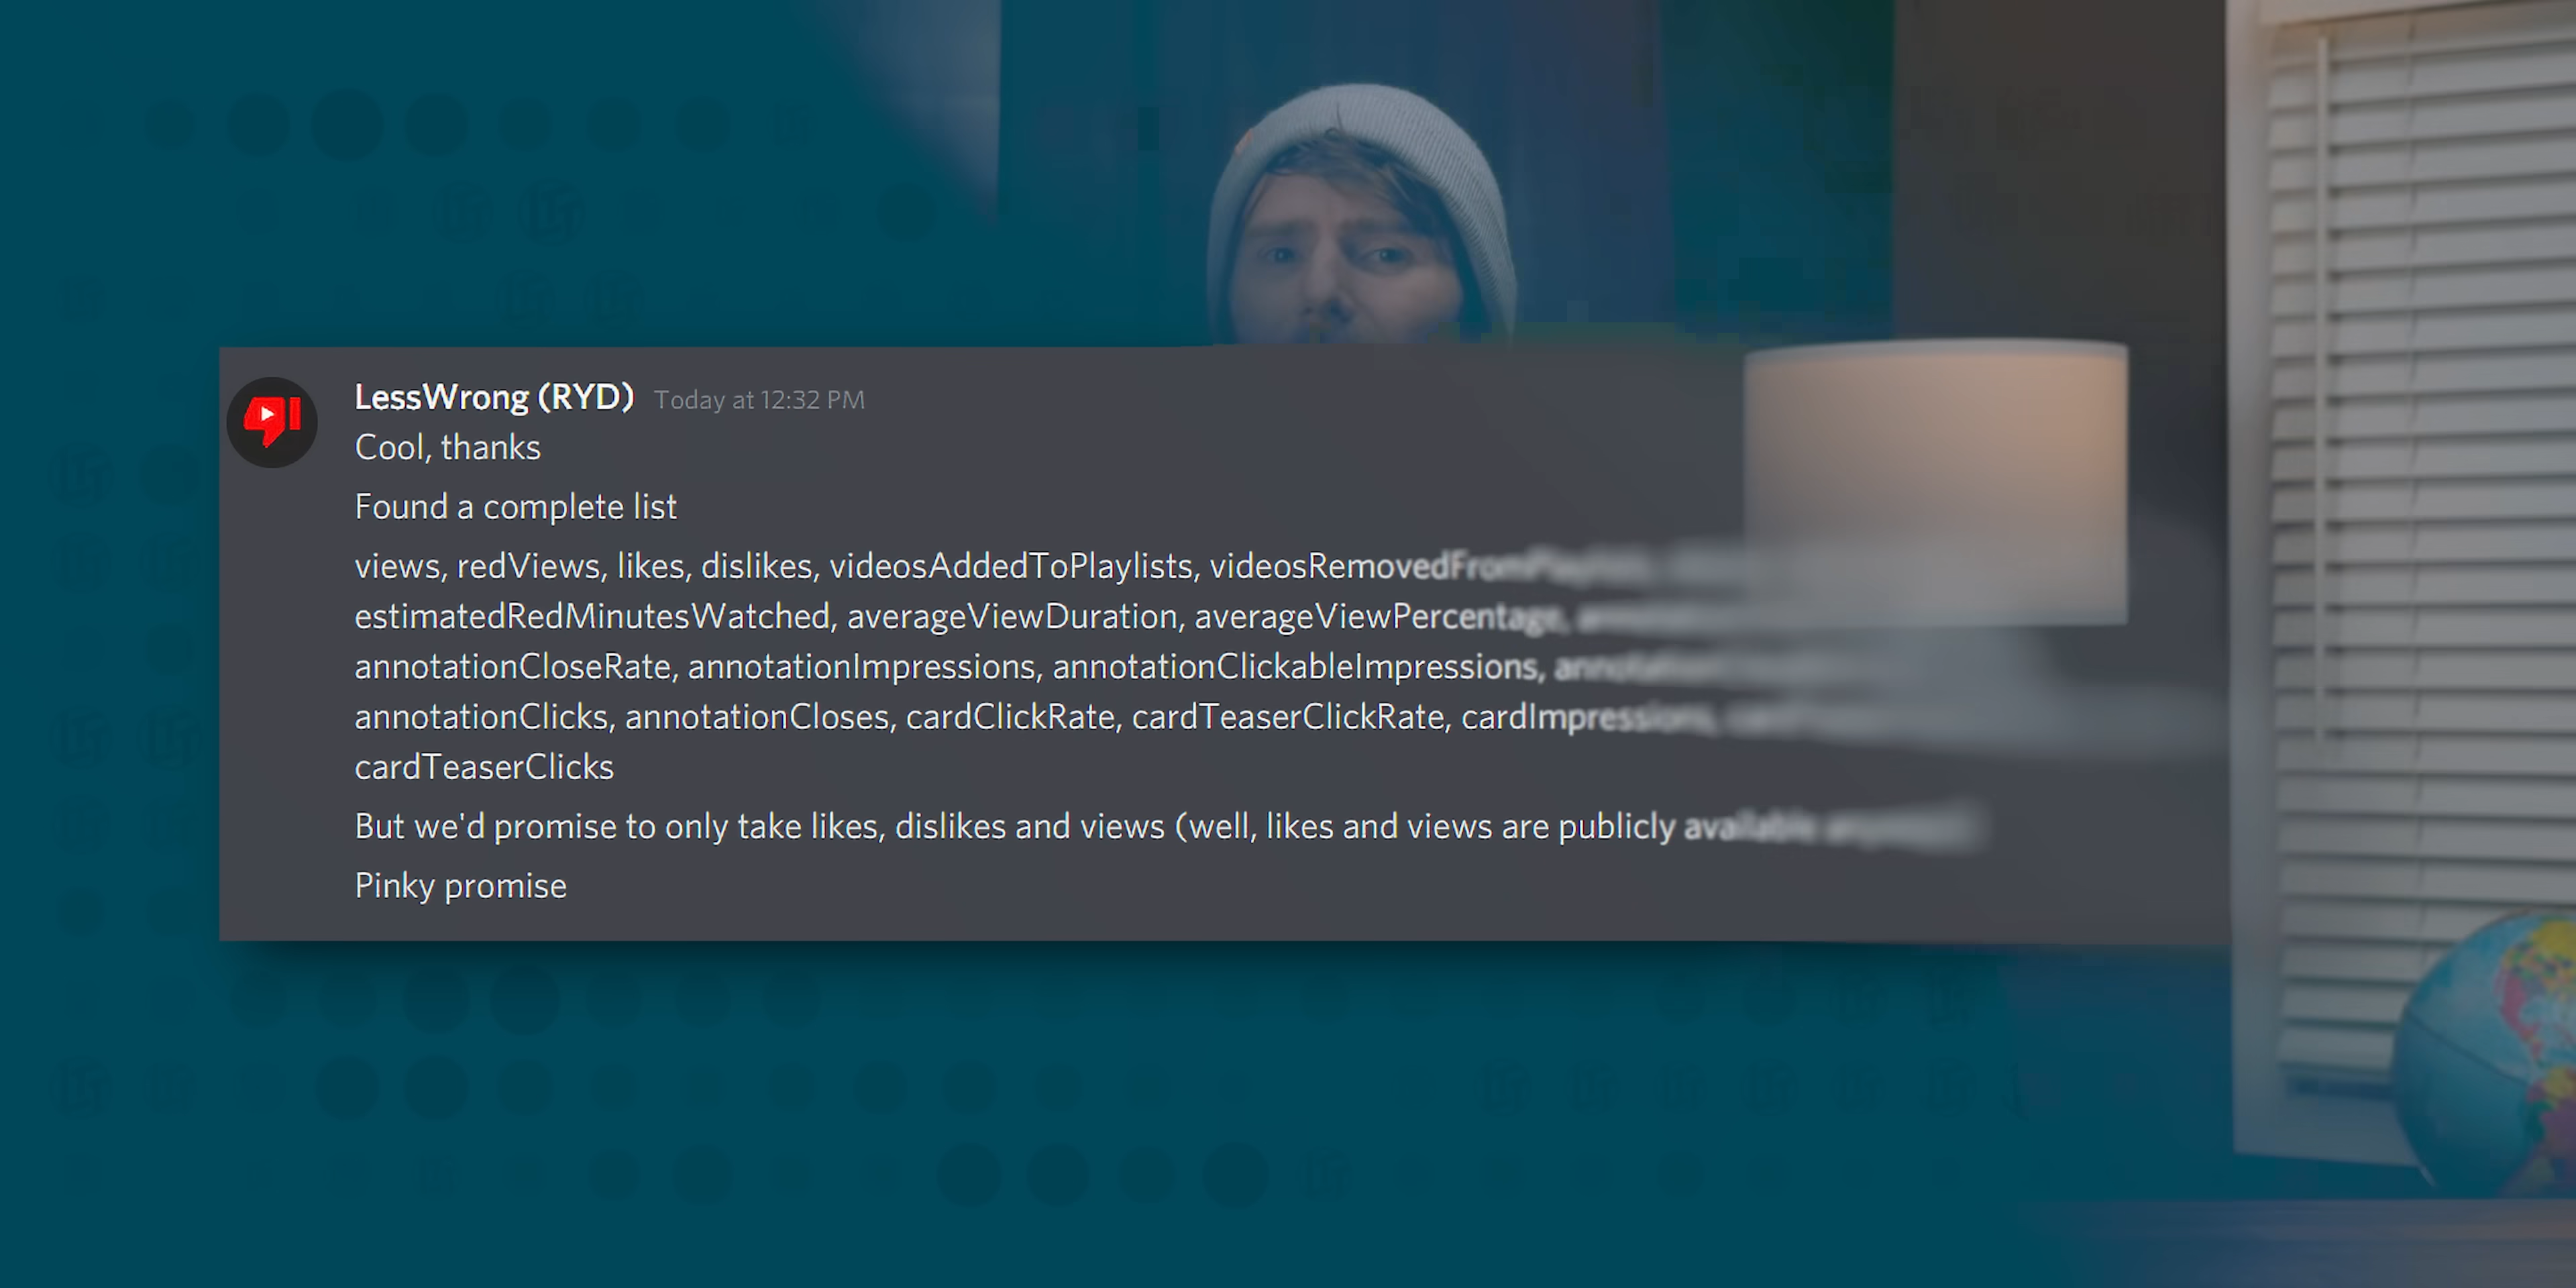 LessWrong (RYD) Today at 12:32 PM
Cool, thanks
Found a complete list
views, redViews, likes, dislikes, videosAddedToPlaylists, videosRemovedFromPlaylists,
estimatedRedMinutesWatched, averageViewDuration, averageViewPercentage,
annotationCloseRate, annotationImpressions, annotationClickableImpressions,
annotationClicks, annotationCloses, cardClickRate, cardTeaserClickRate, cardImpressions,
cardTeaserClicks
But we'd promise to only take likes, dislikes and views (well, likes and views are publicly available
Pinky promise